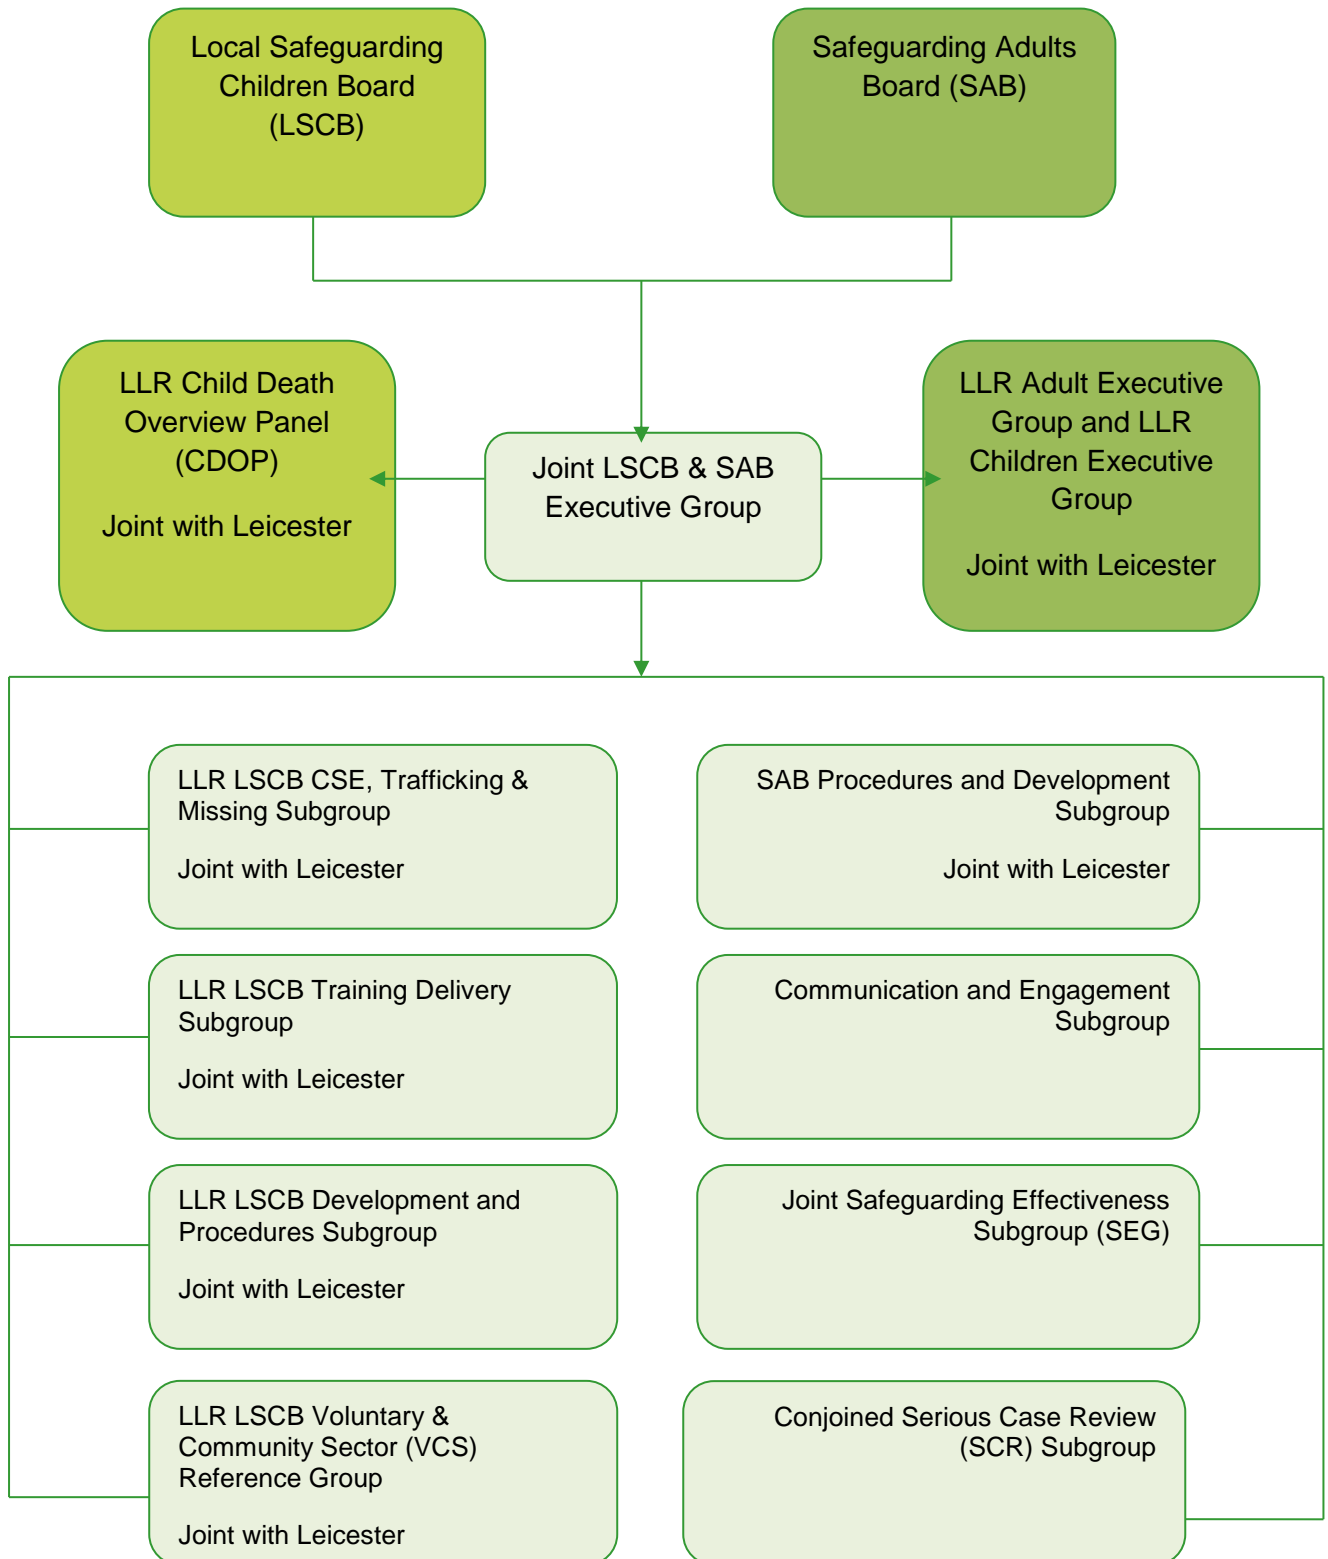 Local Safeguarding
Children Board
(LSCB)
Safeguarding Adults
Board (SAB)
LLR Child Death
Overview Panel
(CDOP)
Joint with Leicester
Joint LSCB & SAB
Executive Group
LLR Adult Executive
Group and LLR
Children Executive
Group
Joint with Leicester
LLR LSCB CSE, Trafficking &
Missing Subgroup
Joint with Leicester
SAB Procedures and Development
Subgroup
Joint with Leicester
LLR LSCB Training Delivery
Subgroup
Joint with Leicester
Communication and Engagement
Subgroup
LLR LSCB Development and
Procedures Subgroup
Joint with Leicester
Joint Safeguarding Effectiveness
Subgroup (SEG)
LLR LSCB Voluntary &
Community Sector (VCS)
Reference Group
Joint with Leicester
Conjoined Serious Case Review
(SCR) Subgroup